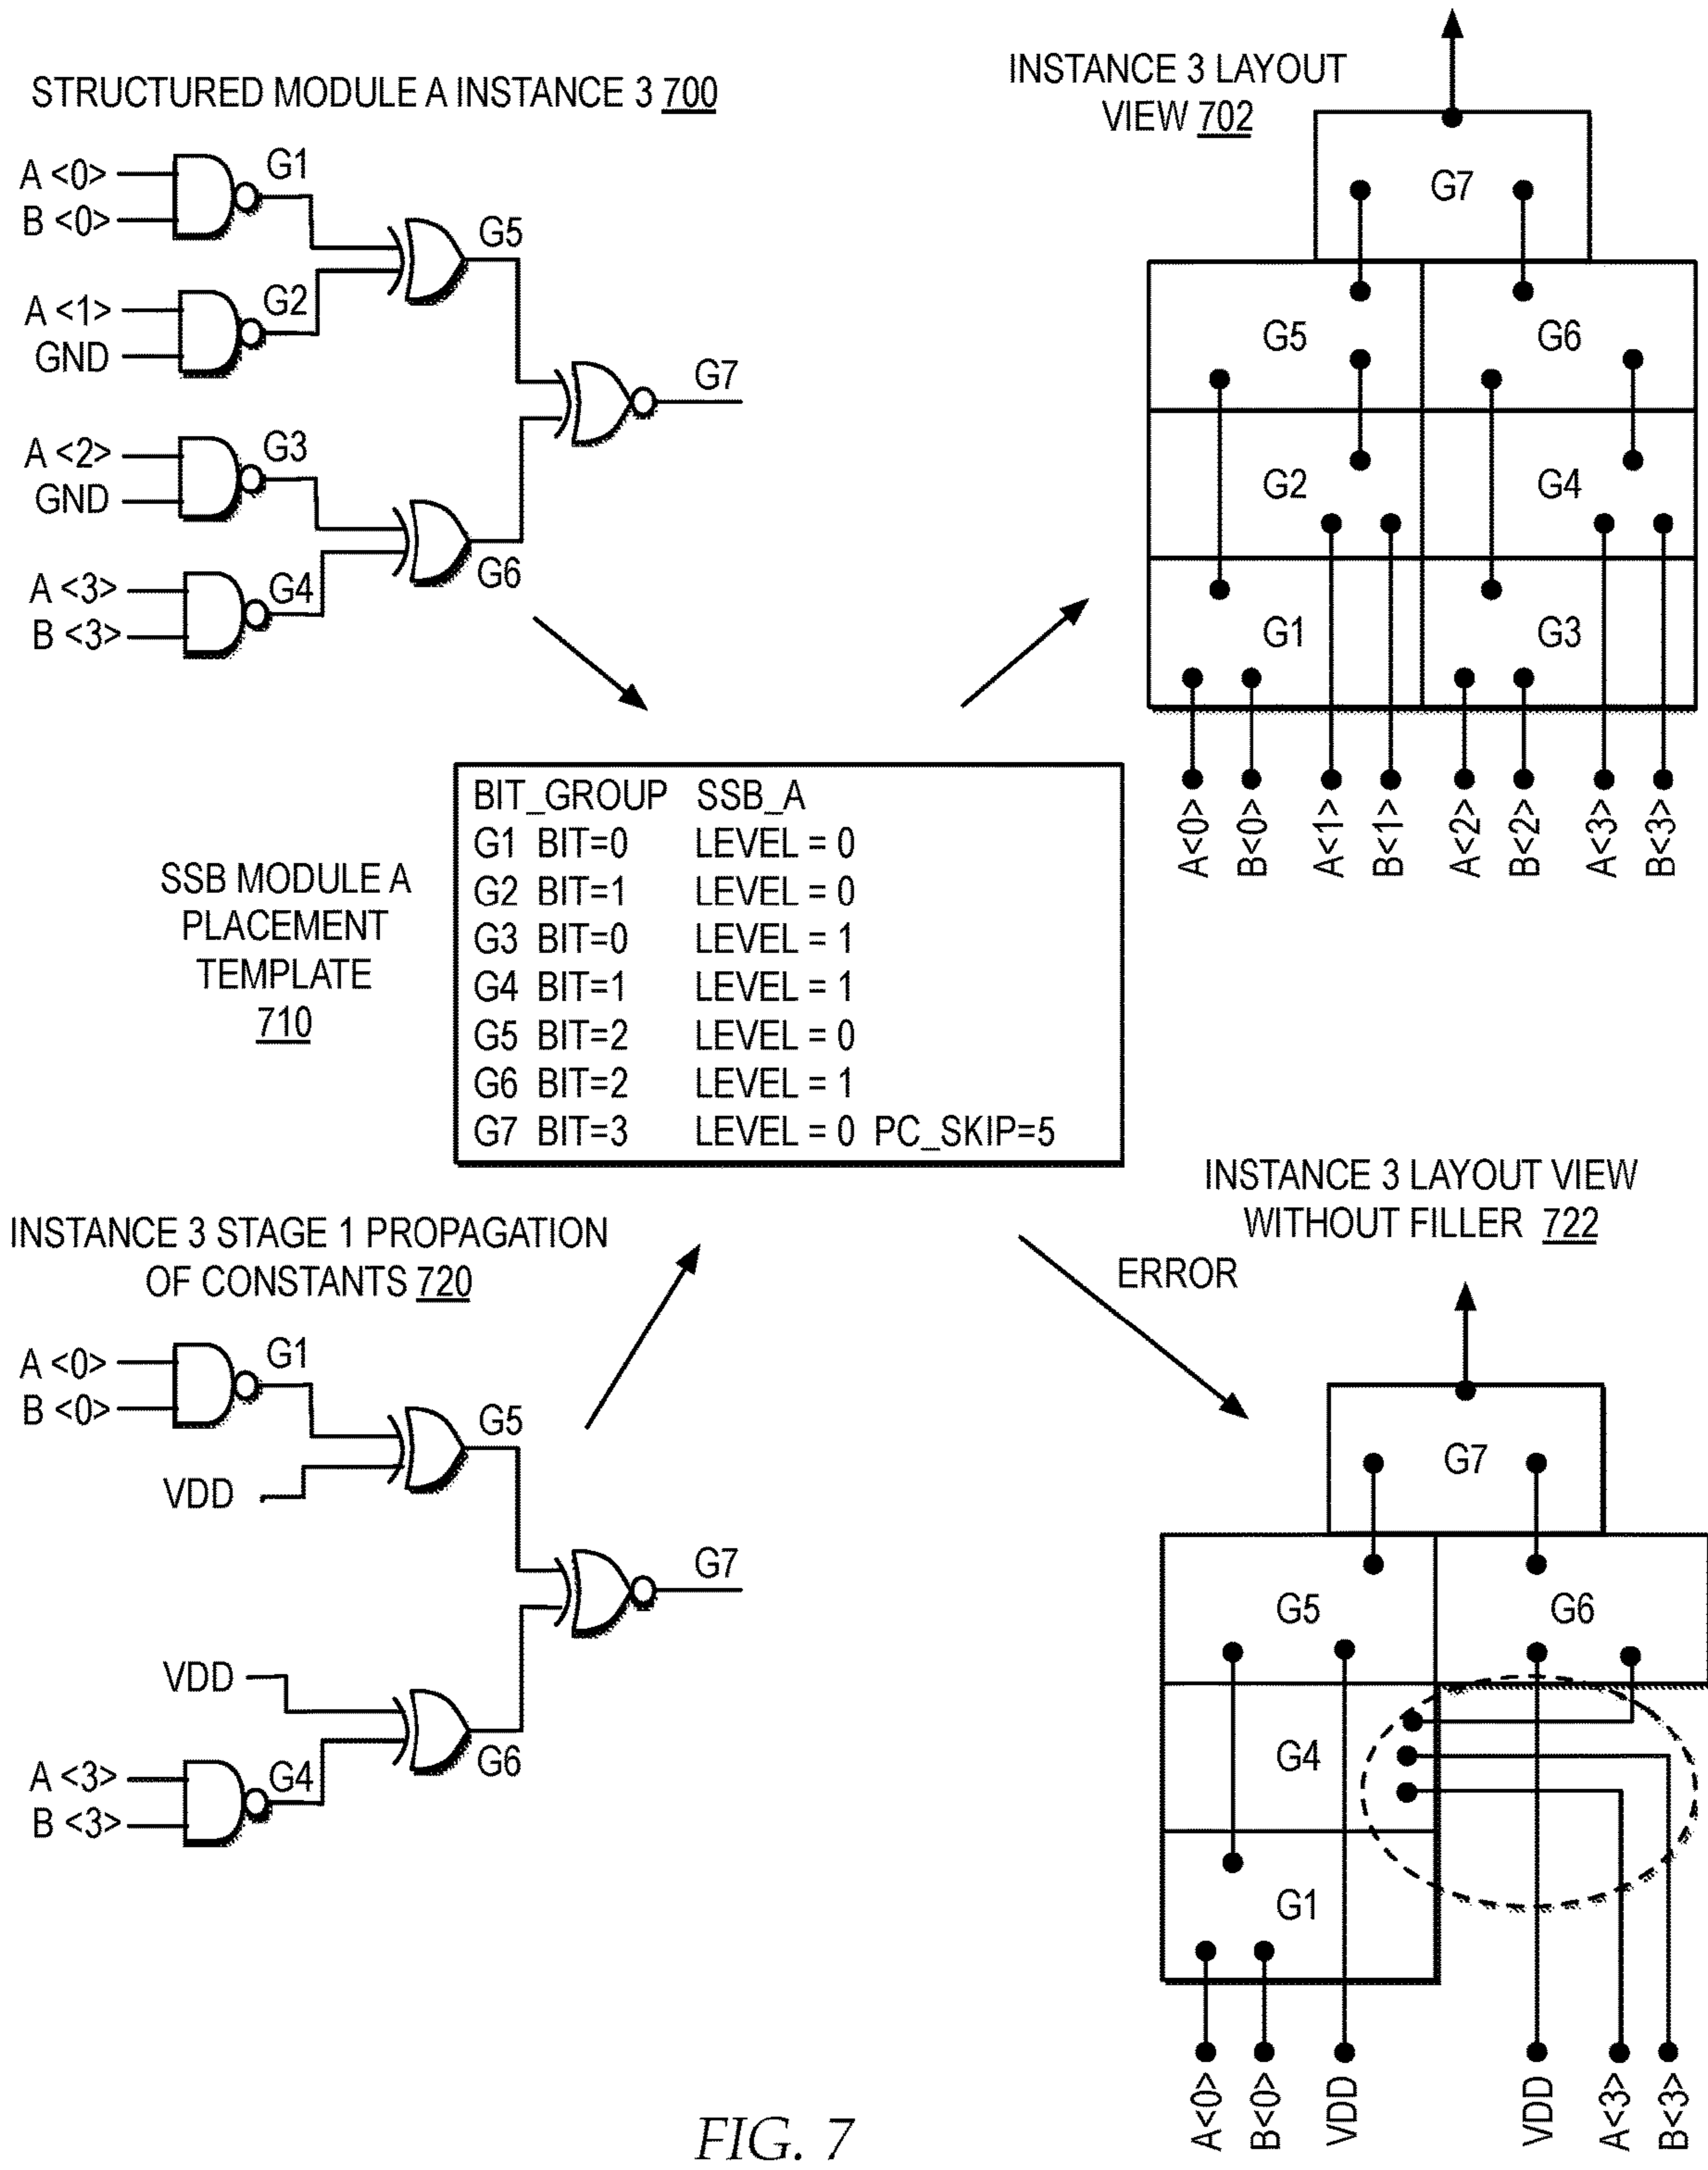 STRUCTURED MODULE A INSTANCE 3 700
A <0>
B <0>
G1
A <1>
GND
G2
G5
A <2>
GND
G3
A <3>
B <3>
G4
G6
G7
INSTANCE 3 LAYOUT
VIEW 702
G7
G5
G6
G2
G4
G1
G3
A<0>
B<0>
A<1>
B<1>
A<2>
B<2>
A<3>
B<3>
SSB MODULE A
PLACEMENT
TEMPLATE
710
BIT_GROUP SSB_A
G1 BIT=0 LEVEL = 0
G2 BIT=1 LEVEL = 0
G3 BIT=0 LEVEL = 1
G4 BIT=1 LEVEL = 1
G5 BIT=2 LEVEL = 0
G6 BIT=2 LEVEL = 1
G7 BIT=3 LEVEL = 0 PC_SKIP=5
INSTANCE 3 STAGE 1 PROPAGATION
OF CONSTANTS 720
A <0>
B <0>
G1
VDD
G5
VDD
A <3>
B <3>
G4
G6
G7
ERROR
INSTANCE 3 LAYOUT VIEW
WITHOUT FILLER 722
G7
G5
G6
G4
G1
A<0>
B<0>
VDD
VDD
A<3>
B<3>
FIG. 7